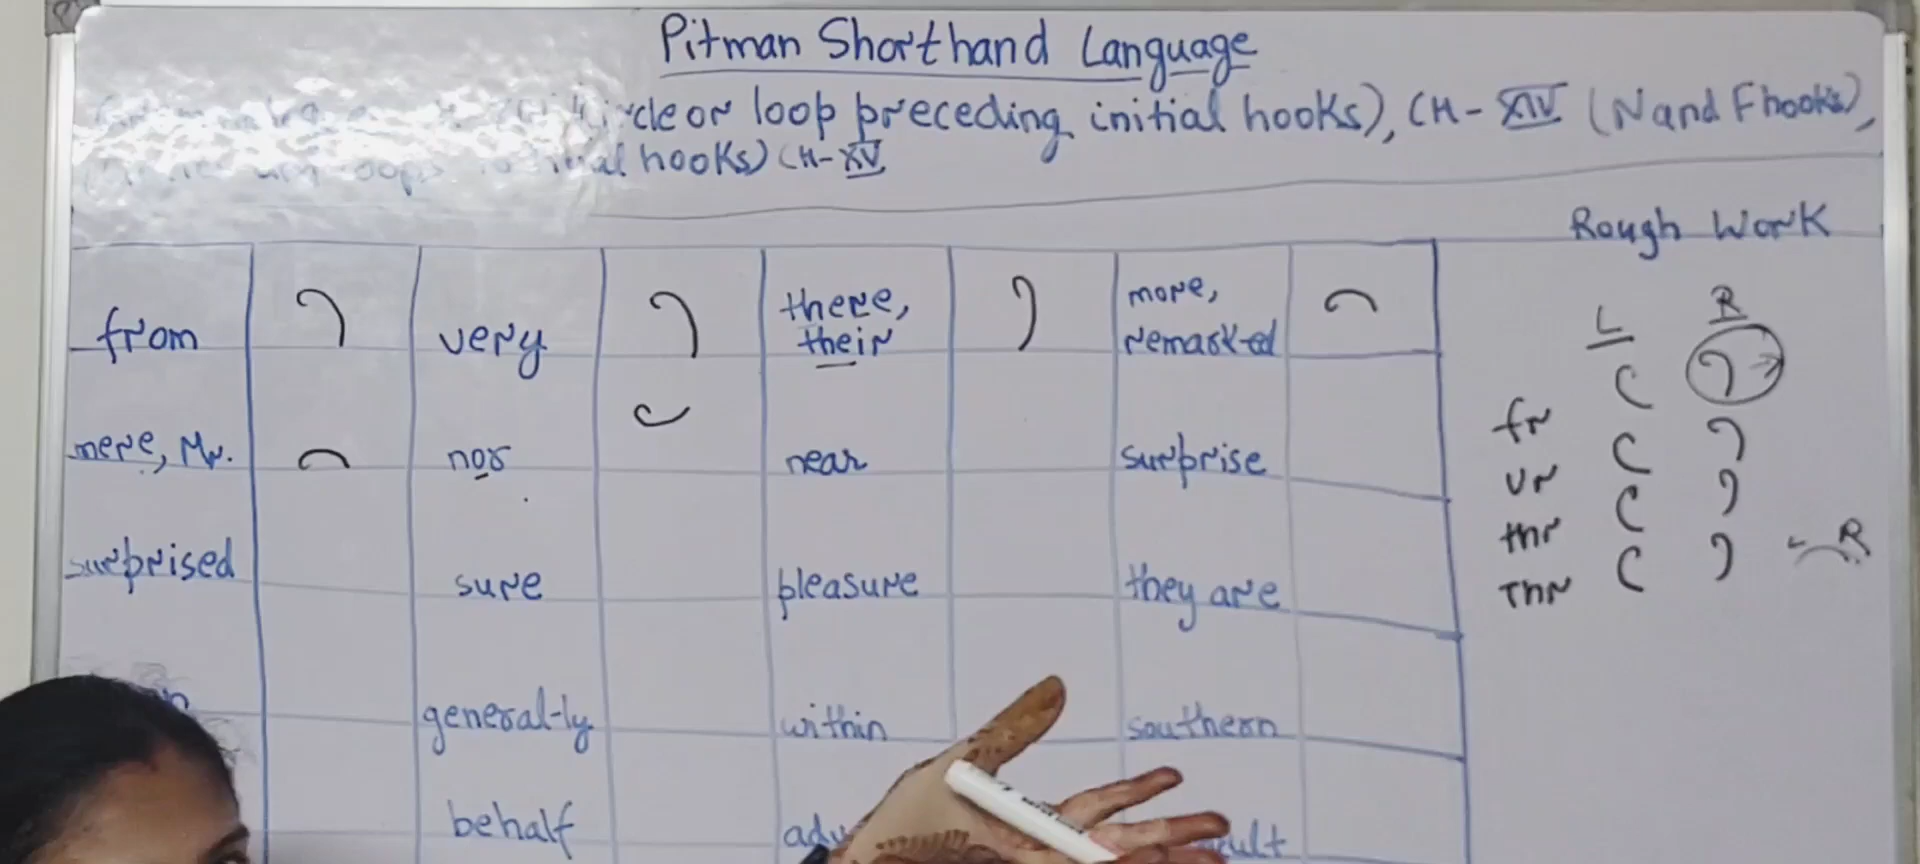 Pitman Shorthand Language
Circle or loop preceding initial hooks), CH-XIV (N and F hooks),
hooks) CH-XV
Rough Work
from very there, their more, remarked
mere, Mr. nor near surprise
surprised sure pleasure they are
general-ly within southern
behalf
L R
fr
vr
thr
Thr
L R